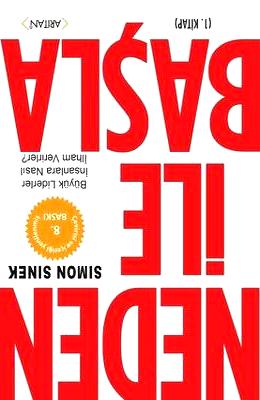 NEDEN
SIMON SINEK
İLE
8.
BASKI
Büyük Liderler
İnsanlara Nasıl
İlham Verirler?
BAŞLA
(1. KİTAP)
ARITAN